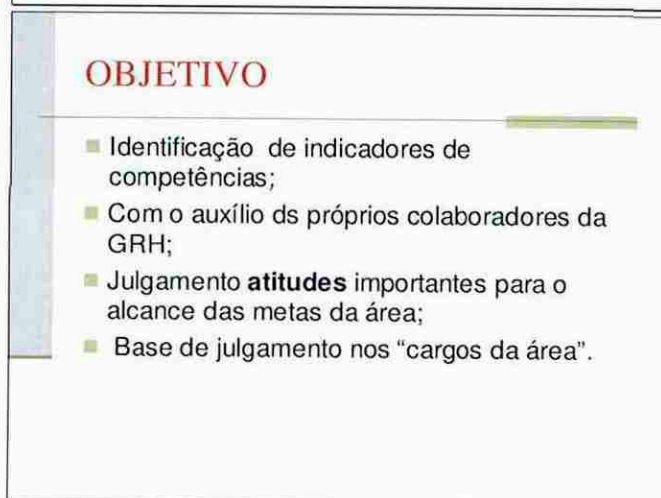 OBJETIVO
Identificação de indicadores de
competências;
Com o auxílio ds próprios colaboradores da
GRH;
Julgamento atitudes importantes para o
alcance das metas da área;
Base de julgamento nos “cargos da área”.